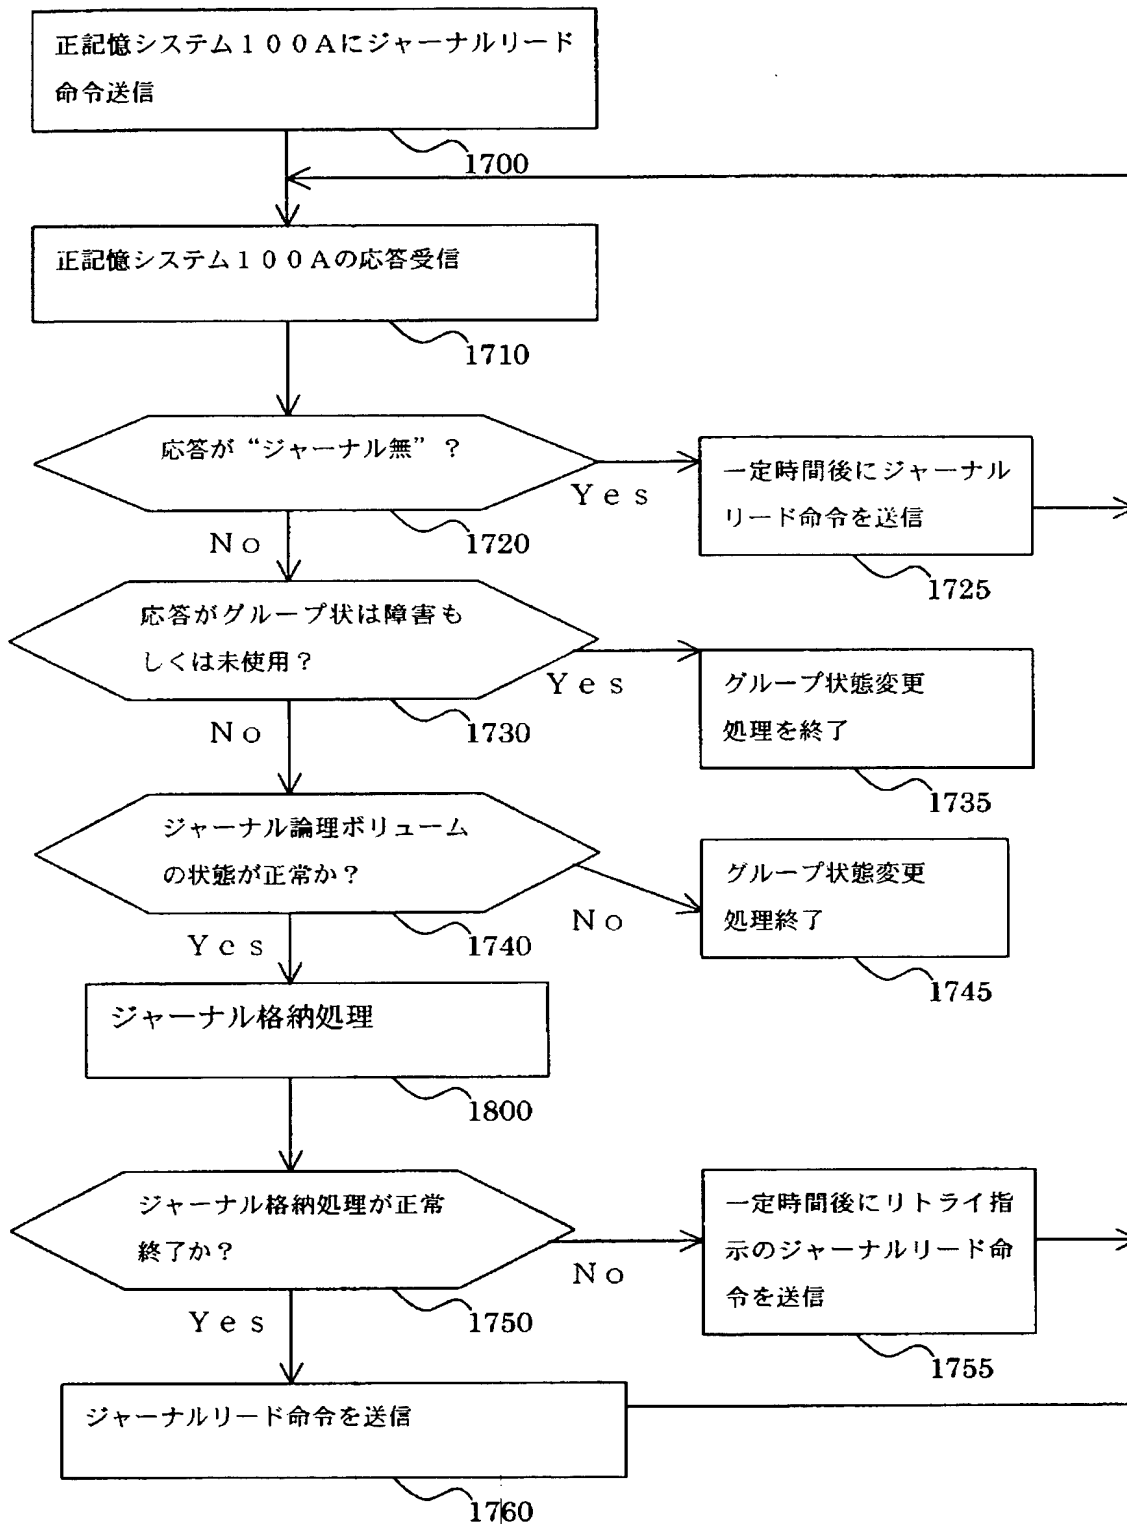 正記憶システム１００Ａにジャーナルリード
命令送信
1700
正記憶システム１００Ａの応答受信
1710
応答が“ジャーナル無”？
Yes
一定時間後にジャーナル
リード命令を送信
No
1720
1725
応答がグループ状は障害も
しくは未使用？
Yes
グループ状態変更
処理を終了
No
1730
1735
ジャーナル論理ボリューム
の状態が正常か？
No
グループ状態変更
処理終了
Yes
1740
1745
ジャーナル格納処理
1800
ジャーナル格納処理が正常
終了か？
No
一定時間後にリトライ指
示のジャーナルリード命
令を送信
Yes
1750
1755
ジャーナルリード命令を送信
1760